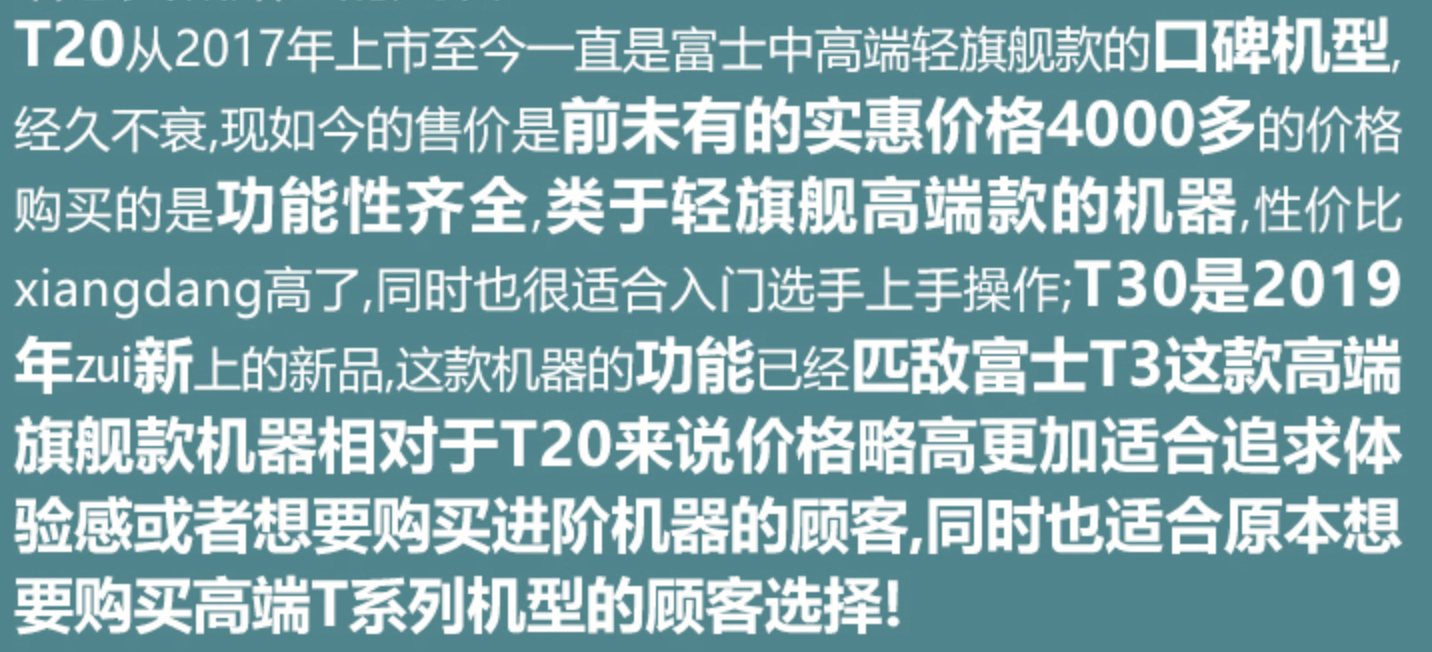 T20从2017年上市至今一直是富士中高端轻旗舰款的口碑机型,
经久不衰,现如今的售价是前未有的实惠价格4000多的价格
购买的是功能性齐全,类于轻旗舰高端款的机器,性价比
xiangdang高了,同时也很适合入门选手上手操作;T30是2019
年zui新上的新品,这款机器的功能已经匹敌富士T3这款高端
旗舰款机器相对于T20来说价格略高更加适合追求体
验感或者想要购买进阶机器的顾客,同时也适合原本想
要购买高端T系列机型的顾客选择!